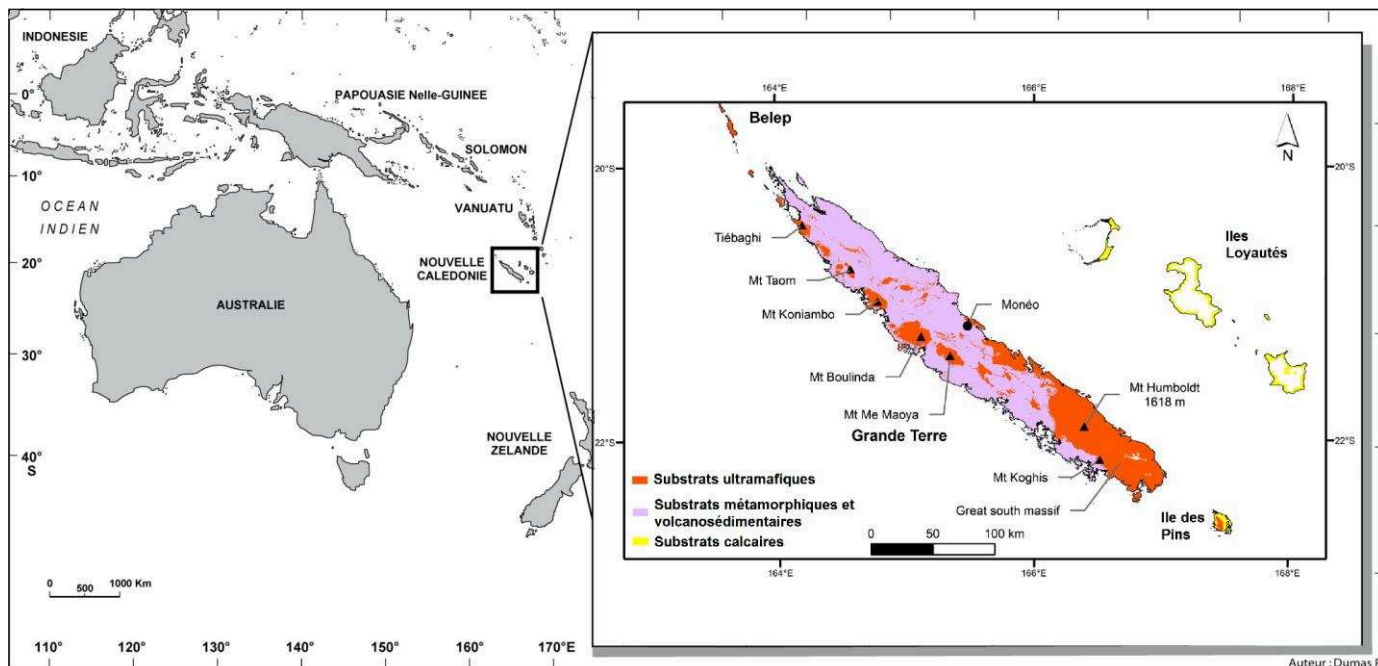 INDONESIE
PAPOUASIE Nelle-GUINEE
SOLOMON
VANUATU
OCEAN
INDIEN
NOUVELLE
CALEDONIE
AUSTRALIE
NOUVELLE
ZELANDE
0°
10°
20°
30°
40°
S
0
500
1000 Km
110°
120°
130°
140°
150°
160°
170°E
164°E
166°E
168°E
20°S
22°S
Belep
N
20°S
22°S
Tiébaghi
Mt Taom
Mt Koniambo
Mt Boulinda
Mt Me Maoya
Monéo
Iles
Loyautés
Mt Humboldt
1618 m
Grande Terre
Mt Koghis
Great south massif
Ile des
Pins
Substrats ultramafiques
Substrats métamorphiques et
volcanosédimentaires
Substrats calcaires
0
50
100 km
164°E
166°E
168°E
Auteur : Dumas